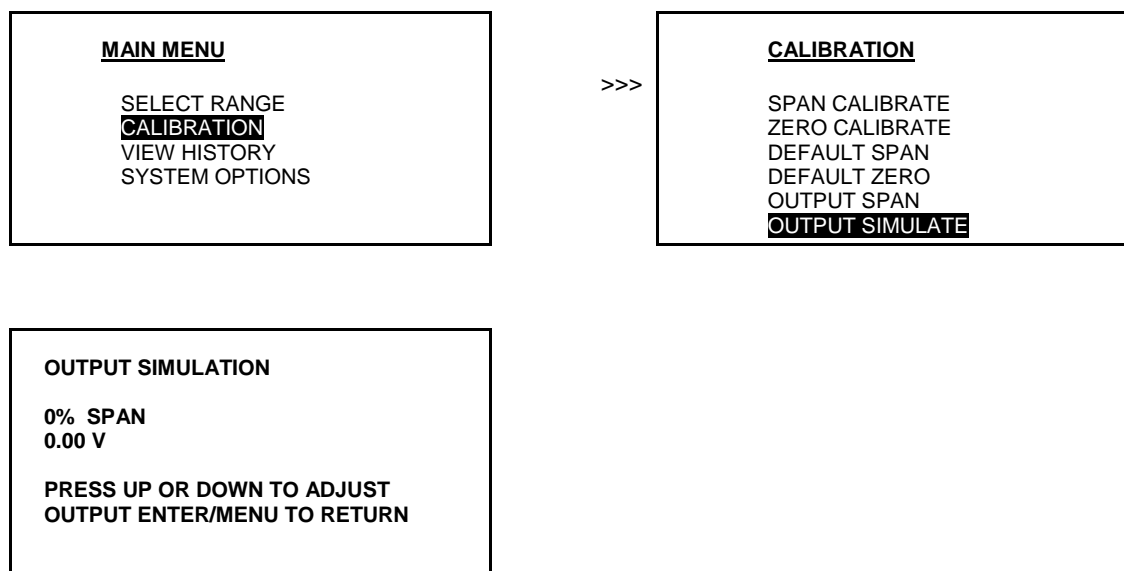 MAIN MENU
SELECT RANGE
CALIBRATION
VIEW HISTORY
SYSTEM OPTIONS
>>>
CALIBRATION
SPAN CALIBRATE
ZERO CALIBRATE
DEFAULT SPAN
DEFAULT ZERO
OUTPUT SPAN
OUTPUT SIMULATE
OUTPUT SIMULATION
0% SPAN
0.00 V
PRESS UP OR DOWN TO ADJUST
OUTPUT ENTER/MENU TO RETURN